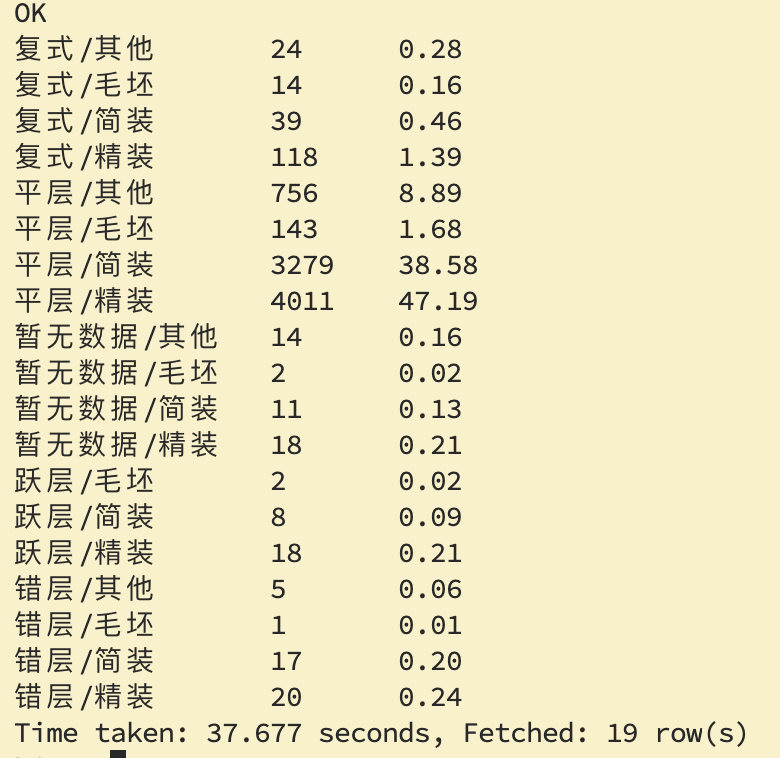 OK
复式/其他 24 0.28
复式/毛坯 14 0.16
复式/简装 39 0.46
复式/精装 118 1.39
平层/其他 756 8.89
平层/毛坯 143 1.68
平层/简装 3279 38.58
平层/精装 4011 47.19
暂无数据/其他 14 0.16
暂无数据/毛坯 2 0.02
暂无数据/简装 11 0.13
暂无数据/精装 18 0.21
跃层/毛坯 2 0.02
跃层/简装 8 0.09
跃层/精装 18 0.21
错层/其他 5 0.06
错层/毛坯 1 0.01
错层/简装 17 0.20
错层/精装 20 0.24
Time taken: 37.677 seconds, Fetched: 19 row(s)